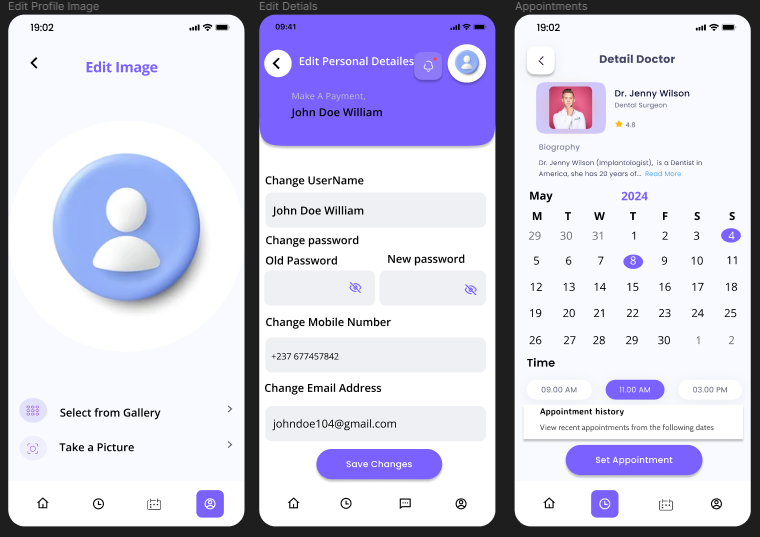 Edit Profile Image
19:02
Edit Image
Select from Gallery
Take a Picture
Edit Detials
09:41
Edit Personal Detailes
Make A Payment,
John Doe William
Change UserName
John Doe William
Change password
Old Password
New password
Change Mobile Number
+237 677457842
Change Email Address
johndoe104@gmail.com
Save Changes
Appointments
19:02
Detail Doctor
Dr. Jenny Wilson
Dental Surgeon
4.8
Biography
Dr. Jenny Wilson (Implantologist), is a Dentist in
America, she has 20 years of... Read More
May 2024
M T W T F S S
29 30 31 1 2 3 4
5 6 7 8 9 10 11
12 13 14 15 16 17 18
19 20 21 22 23 24 25
26 27 28 29 30 1 2
Time
09.00 AM 11.00 AM 03.00 PM
Appointment history
View recent appointments from the following dates
Set Appointment